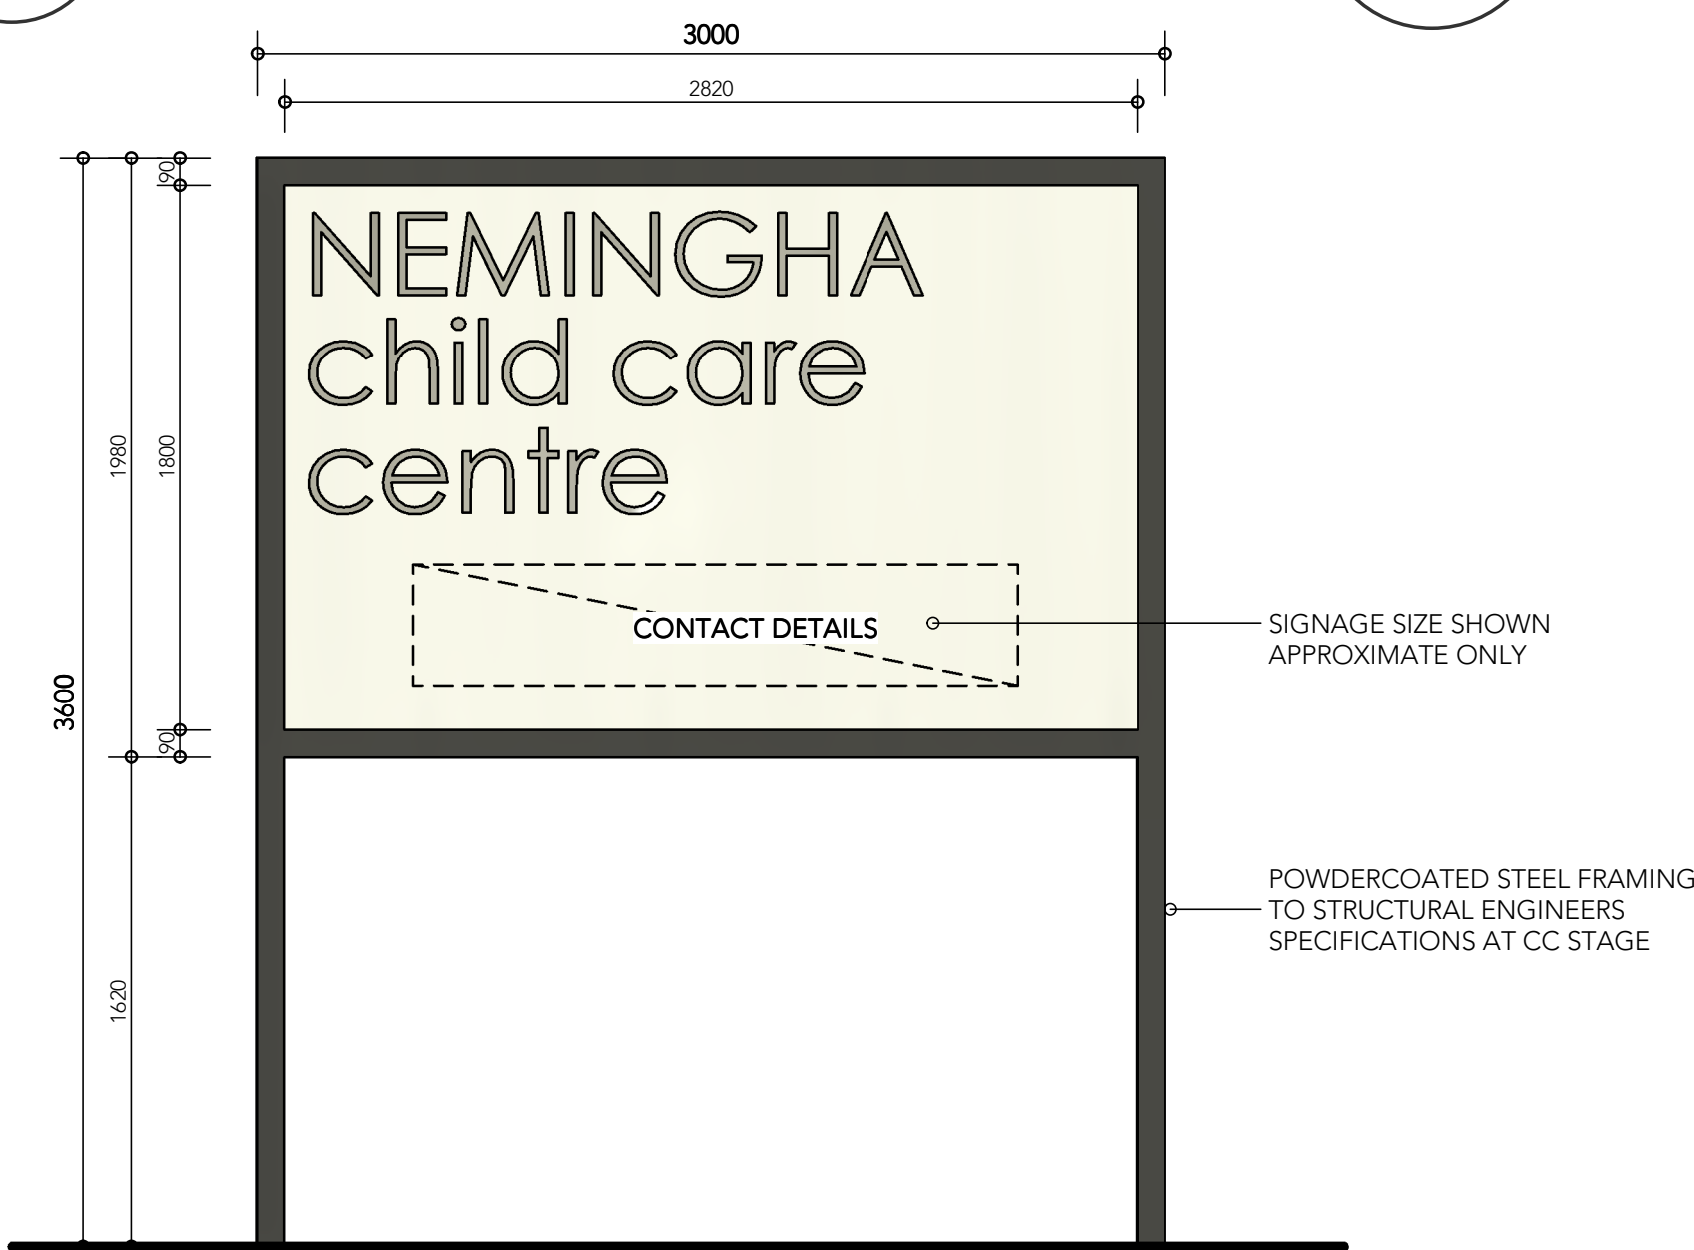 3000
2820
90
NEMINGHA
child care
centre
1980
1800
CONTACT DETAILS
SIGNAGE SIZE SHOWN
APPROXIMATE ONLY
3600
90
POWDERCOATED STEEL FRAMING
TO STRUCTURAL ENGINEERS
SPECIFICATIONS AT CC STAGE
1620